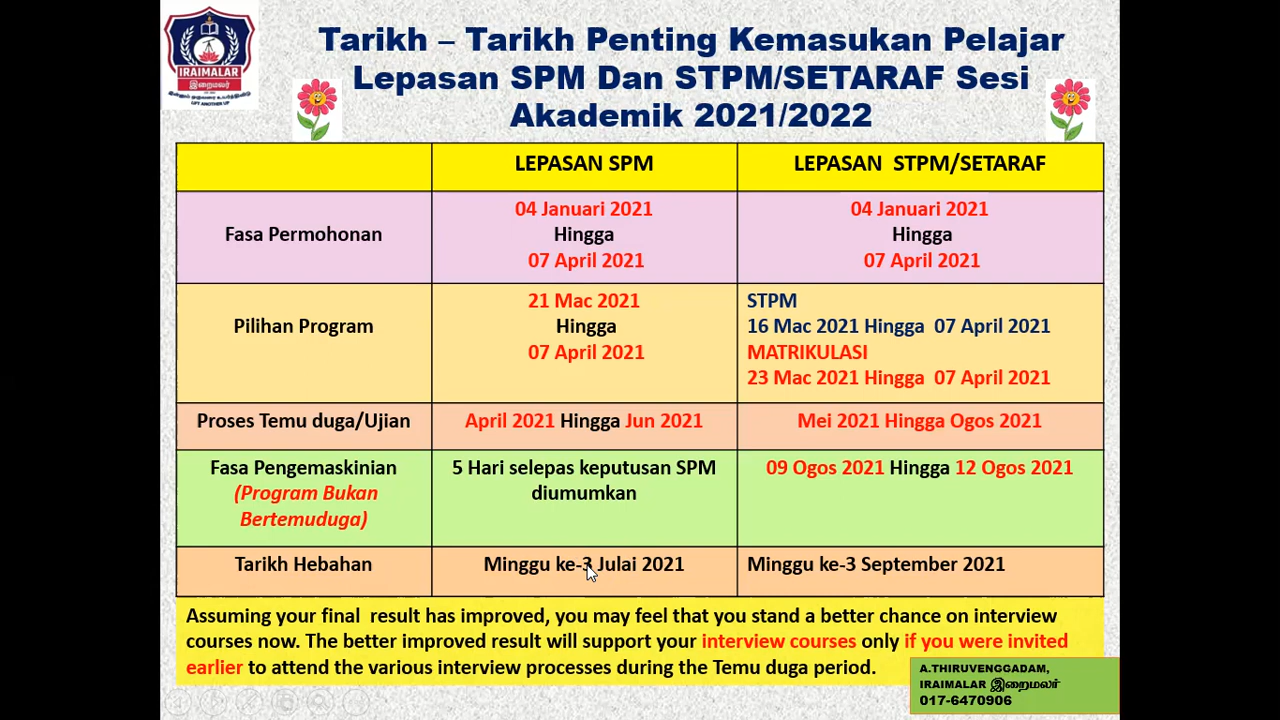 IRAIMALAR
இறைமலர்
LIFT ANOTHER UP
Tarikh – Tarikh Penting Kemasukan Pelajar
Lepasan SPM Dan STPM/SETARAF Sesi
Akademik 2021/2022
LEPASAN SPM
LEPASAN STPM/SETARAF
Fasa Permohonan
04 Januari 2021
Hingga
07 April 2021
04 Januari 2021
Hingga
07 April 2021
Pilihan Program
21 Mac 2021
Hingga
07 April 2021
STPM
16 Mac 2021 Hingga 07 April 2021
MATRIKULASI
23 Mac 2021 Hingga 07 April 2021
Proses Temu duga/Ujian
April 2021 Hingga Jun 2021
Mei 2021 Hingga Ogos 2021
Fasa Pengemaskinian
(Program Bukan
Bertemuduga)
5 Hari selepas keputusan SPM
diumumkan
09 Ogos 2021 Hingga 12 Ogos 2021
Tarikh Hebahan
Minggu ke-3 Julai 2021
Minggu ke-3 September 2021
Assuming your final result has improved, you may feel that you stand a better chance on interview
courses now. The better improved result will support your interview courses only if you were invited
earlier to attend the various interview processes during the Temu duga period.
A.THIRUVENGGADAM,
IRAIMALAR இறைமலர்
017-6470906